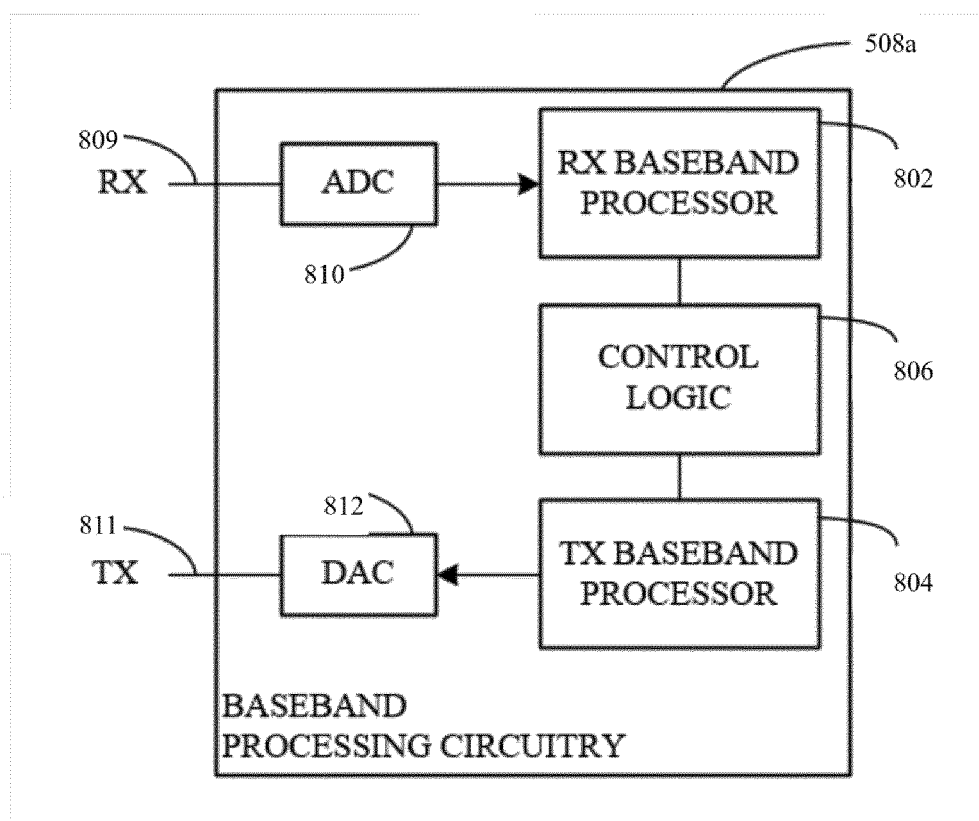 508a
809
RX
ADC
810
RX BASEBAND
PROCESSOR
802
CONTROL
LOGIC
806
811
TX
812
DAC
TX BASEBAND
PROCESSOR
804
BASEBAND
PROCESSING CIRCUITRY